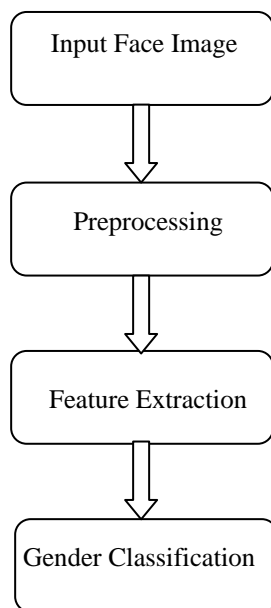 Input Face Image
Preprocessing
Feature Extraction
Gender Classification